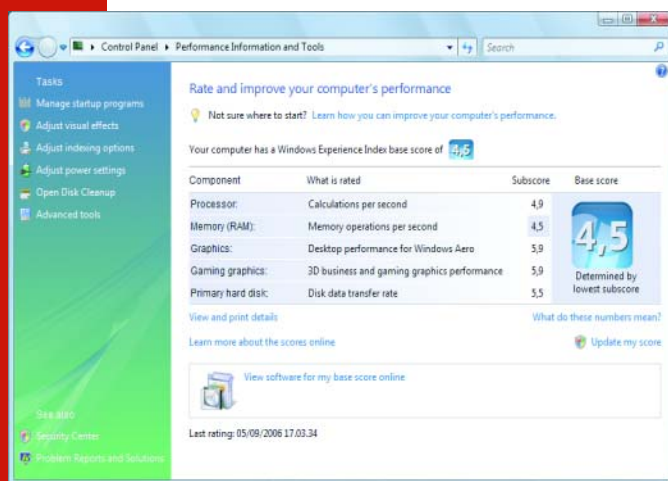 Control Panel ▸ Performance Information and Tools
Search
Tasks
Manage startup programs
Adjust visual effects
Adjust indexing options
Adjust power settings
Open Disk Cleanup
Advanced tools
Rate and improve your computer's performance
Not sure where to start? Learn how you can improve your computer's performance.
Your computer has a Windows Experience Index base score of 4,5
Component What is rated Subscore Base score
Processor: Calculations per second 4,9
Memory (RAM): Memory operations per second 4,5
Graphics: Desktop performance for Windows Aero 5,9
Gaming graphics: 3D business and gaming graphics performance 5,9
Primary hard disk: Disk data transfer rate 5,5
4,5
Determined by
lowest subscore
View and print details
What do these numbers mean?
Learn more about the scores online
Update my score
View software for my base score online
Last rating: 05/09/2006 17.03.34
See also
Security Center
Problem Reports and Solutions